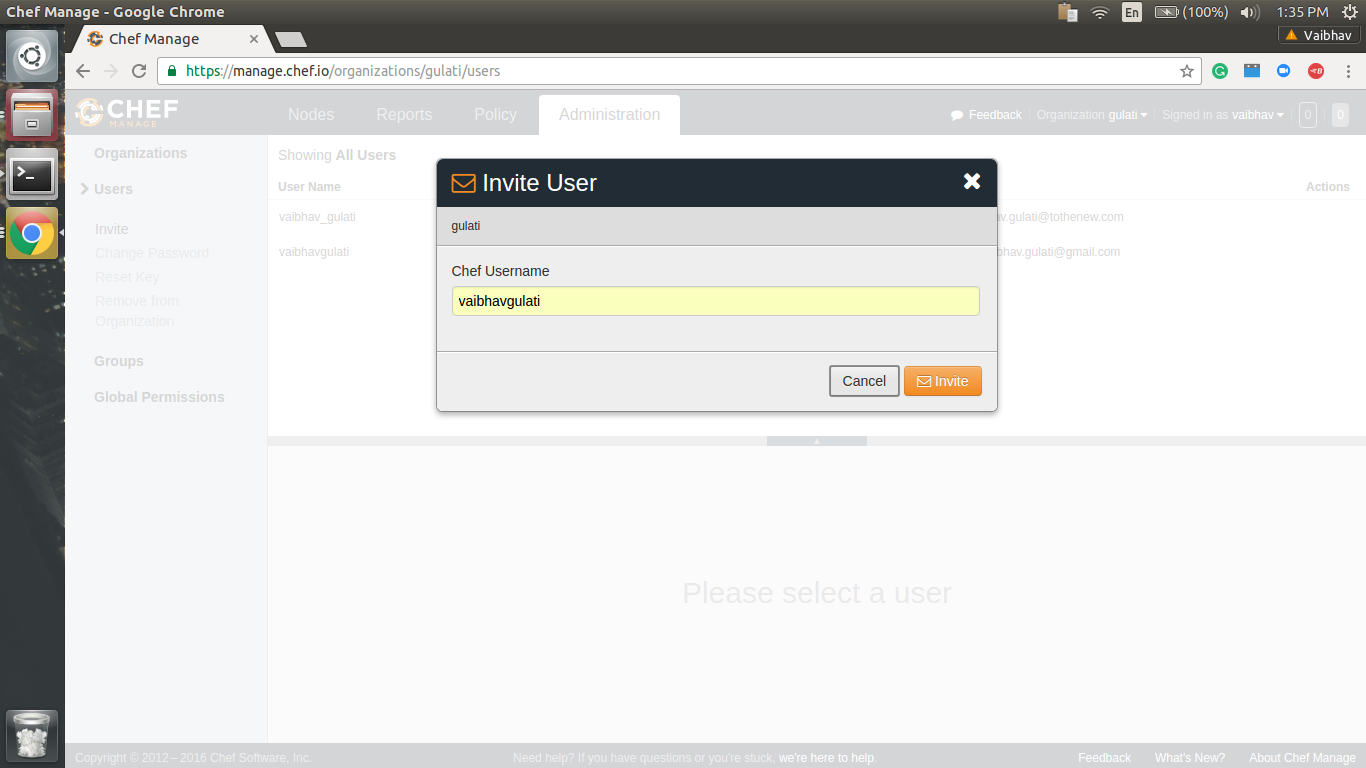 Chef Manage - Google Chrome
En
(100%)
1:35 PM
Chef Manage
Vaibhav
https://manage.chef.io/organizations/gulati/users
CHEF
MANAGE
Nodes
Reports
Policy
Administration
Feedback
Organization gulati
Signed in as vaibhav
0
0
Organizations
Users
Invite
Change Password
Reset Key
Remove from
Organization
Groups
Global Permissions
Showing All Users
User Name
Actions
vaibhav_gulati
v.gulati@tothenew.com
vaibhavgulati
bhav.gulati@gmail.com
Invite User
gulati
Chef Username
vaibhavgulati
Cancel
Invite
Please select a user
Copyright © 2012 – 2016 Chef Software, Inc.
Need help? If you have questions or you're stuck, we're here to help.
Feedback
What's New?
About Chef Manage